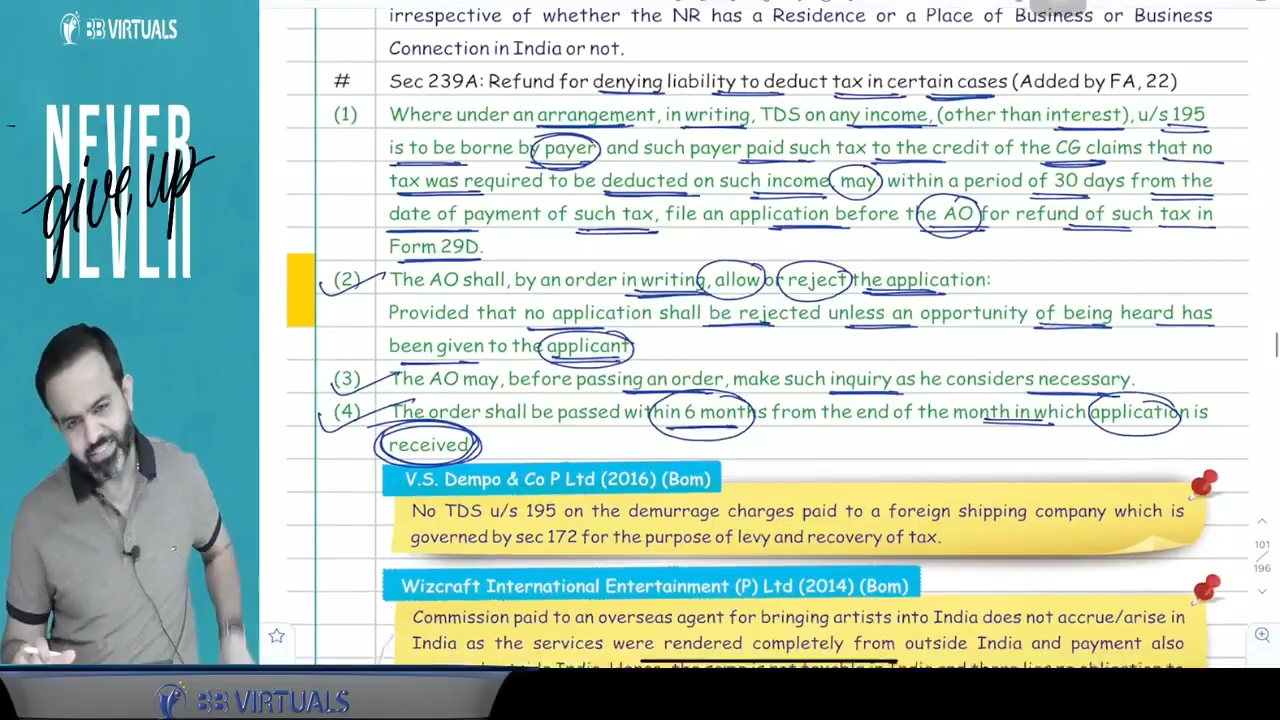 BB VIRTUALS
NEVER
give up
NEVER
irrespective of whether the NR has a Residence or a Place of Business or Business
Connection in India or not.
# Sec 239A: Refund for denying liability to deduct tax in certain cases (Added by FA, 22)
(1) Where under an arrangement, in writing, TDS on any income, (other than interest), u/s 195
is to be borne by payer and such payer paid such tax to the credit of the CG claims that no
tax was required to be deducted on such income, may within a period of 30 days from the
date of payment of such tax, file an application before the AO for refund of such tax in
Form 29D.
(2) The AO shall, by an order in writing, allow or reject the application:
Provided that no application shall be rejected unless an opportunity of being heard has
been given to the applicant
(3) The AO may, before passing an order, make such inquiry as he considers necessary.
(4) The order shall be passed within 6 months from the end of the month in which application is
received
V.S. Dempo & Co P Ltd (2016) (Bom)
No TDS u/s 195 on the demurrage charges paid to a foreign shipping company which is
governed by sec 172 for the purpose of levy and recovery of tax.
Wizcraft International Entertainment (P) Ltd (2014) (Bom)
Commission paid to an overseas agent for bringing artists into India does not accrue/arise in
India as the services were rendered completely from outside India and payment also
101
196
BB VIRTUALS